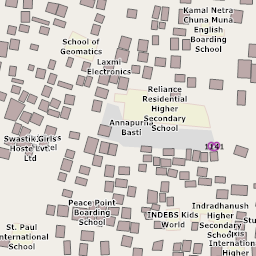 Kamal Netra
Chuna Muna
English
Boarding
School
School of
Geomatics
Laxmi
Electronics
Reliance
Residential
Higher
Secondary
School
Annapurna
Basti
Swastik Girls
Hostel
Ltd
Peace Point
Boarding
School
INDEBS Kids
World
Indradhanush
Higher
Secondary
School
International
Higher
St. Paul
International
School